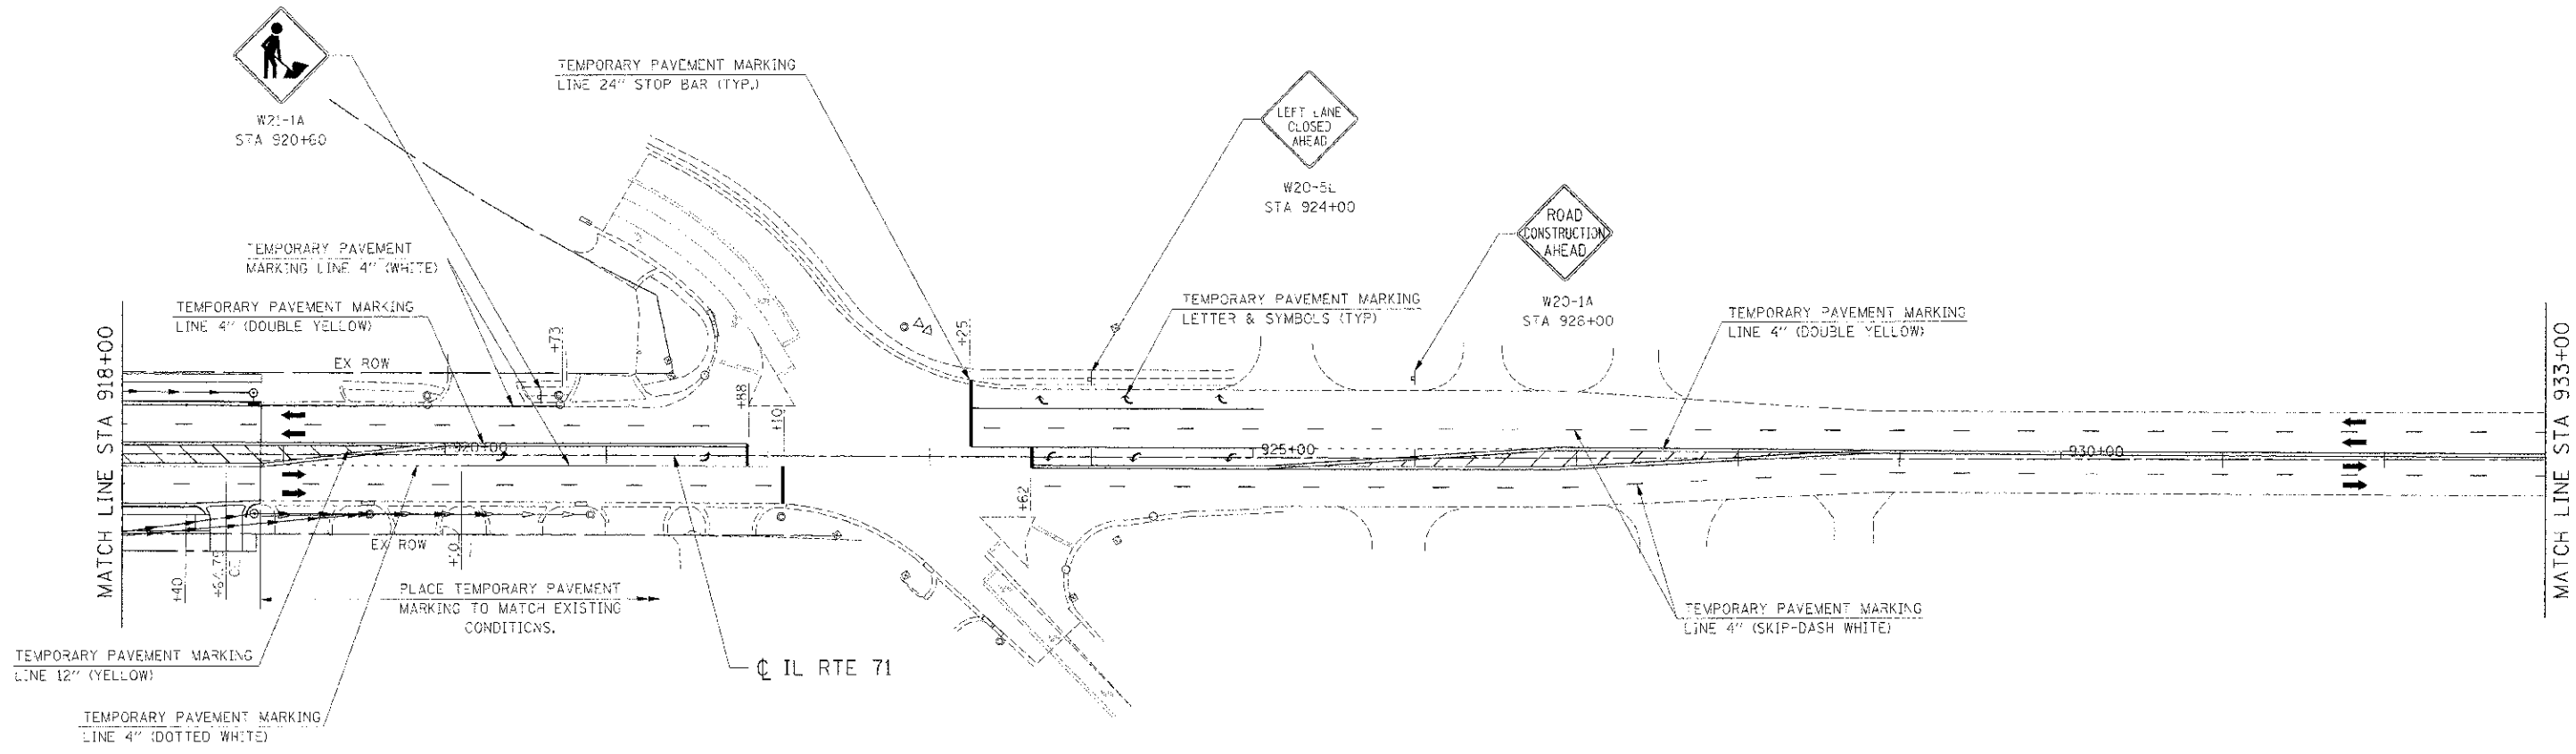 W21-1A
STA 920+60
TEMPORARY PAVEMENT MARKING
LINE 24" STOP BAR (TYP.)
LEFT LANE
CLOSED
AHEAD
W20-5L
STA 924+00
ROAD
CONSTRUCTION
AHEAD
W20-1A
STA 926+00
TEMPORARY PAVEMENT
MARKING LINE 4" (WHITE)
TEMPORARY PAVEMENT MARKING
LINE 4" (DOUBLE YELLOW)
TEMPORARY PAVEMENT MARKING
LETTER & SYMBOLS (TYP)
TEMPORARY PAVEMENT MARKING
LINE 4" (DOUBLE YELLOW)
MATCH LINE STA 918+00
EX ROW
+73
+88
+10
+25
+62
920+00
925+00
930+00
MATCH LINE STA 933+00
EX ROW
+40
+10
PLACE TEMPORARY PAVEMENT
MARKING TO MATCH EXISTING
CONDITIONS.
TEMPORARY PAVEMENT MARKING
LINE 4" (SKIP-DASH WHITE)
TEMPORARY PAVEMENT MARKING
LINE 12" (YELLOW)
℄ IL RTE 71
TEMPORARY PAVEMENT MARKING
LINE 4" (DOTTED WHITE)